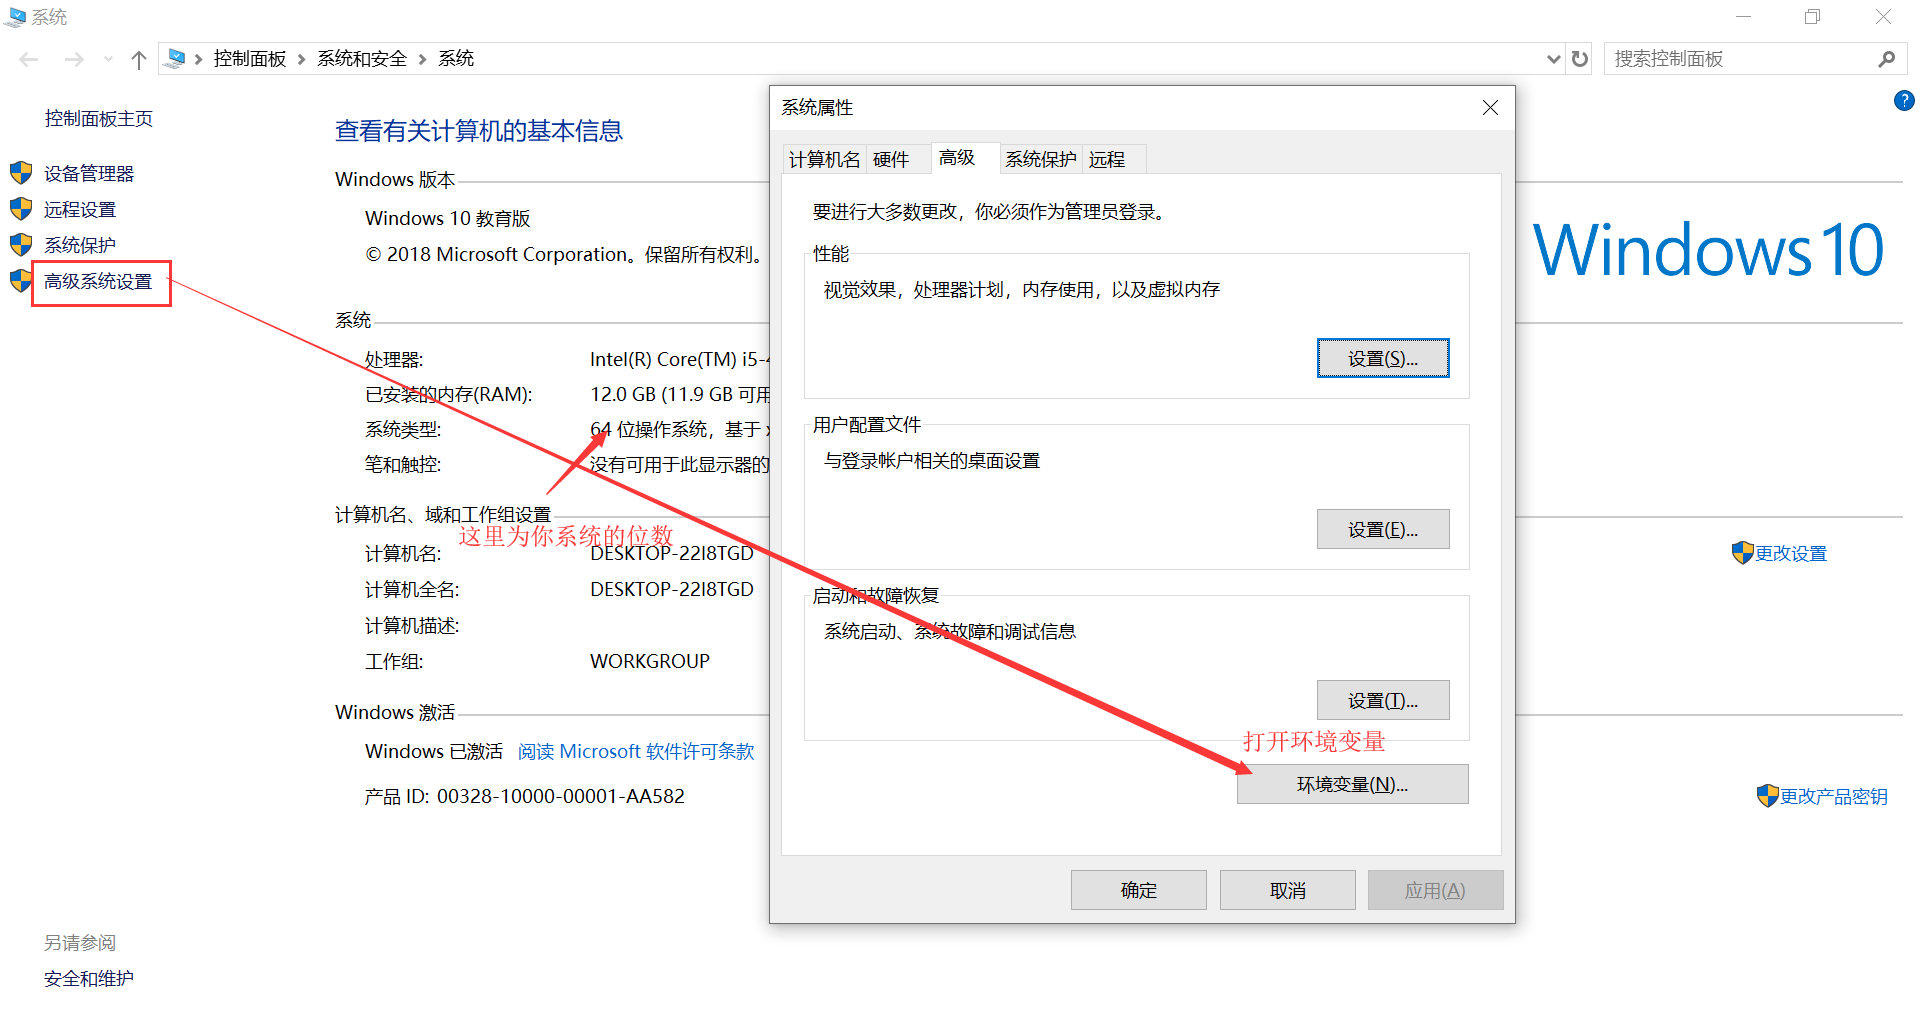 系统
控制面板 系统和安全 系统
搜索控制面板
控制面板主页
设备管理器
远程设置
系统保护
高级系统设置
另请参阅
安全和维护
查看有关计算机的基本信息
Windows 版本
Windows 10 教育版
© 2018 Microsoft Corporation。保留所有权利。
Windows 10
系统
处理器: Intel(R) Core(TM) i5-
已安装的内存(RAM): 12.0 GB (11.9 GB 可用
系统类型: 64 位操作系统，基于 x
笔和触控: 没有可用于此显示器的
计算机名、域和工作组设置
这里为你系统的位数
计算机名: DESKTOP-22I8TGD
更改设置
计算机全名: DESKTOP-22I8TGD
计算机描述:
工作组: WORKGROUP
Windows 激活
Windows 已激活 阅读 Microsoft 软件许可条款
产品 ID: 00328-10000-00001-AA582
更改产品密钥
系统属性
计算机名 硬件 高级 系统保护 远程
要进行大多数更改，你必须作为管理员登录。
性能
视觉效果，处理器计划，内存使用，以及虚拟内存
设置(S)...
用户配置文件
与登录帐户相关的桌面设置
设置(E)...
启动和故障恢复
系统启动、系统故障和调试信息
设置(T)...
打开环境变量
环境变量(N)...
确定 取消 应用(A)